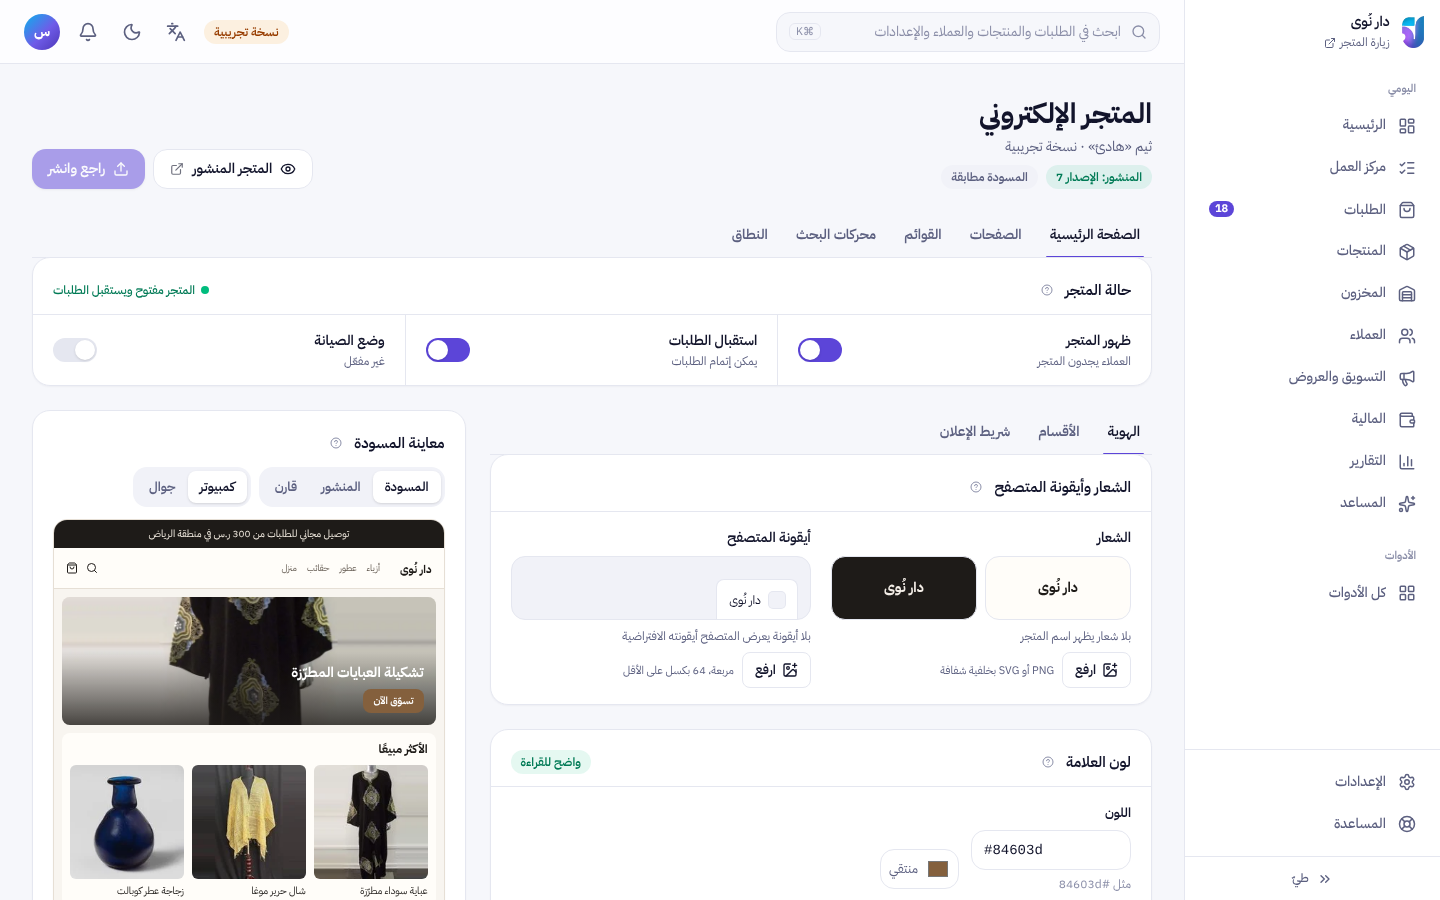 دار نُوى
زيارة المتجر
اليومي
الرئيسية
مركز العمل
الطلبات
18
المنتجات
المخزون
العملاء
التسويق والعروض
المالية
التقارير
المساعد
الأدوات
كل الأدوات
الإعدادات
المساعدة
طيّ
ابحث في الطلبات والمنتجات والعملاء والإعدادات
⌘K
نسخة تجريبية
س
المتجر الإلكتروني
ثيم «هادئ» · نسخة تجريبية
المنشور: الإصدار 7
المسودة مطابقة
المتجر المنشور
راجع وانشر
الصفحة الرئيسية
الصفحات
القوائم
محركات البحث
النطاق
حالة المتجر
المتجر مفتوح ويستقبل الطلبات
ظهور المتجر
العملاء يجدون المتجر
استقبال الطلبات
يمكن إتمام الطلبات
وضع الصيانة
غير مفعّل
الهوية
الأقسام
شريط الإعلان
الشعار وأيقونة المتصفح
الشعار
دار نُوى
دار نُوى
بلا شعار يظهر اسم المتجر
ارفع
PNG أو SVG بخلفية شفافة
أيقونة المتصفح
دار نُوى
بلا أيقونة يعرض المتصفح أيقونته الافتراضية
ارفع
مربعة، 64 بكسل على الأقل
لون العلامة
واضح للقراءة
اللون
#84603d
منتقي
مثل #84603d
معاينة المسودة
المسودة
المنشور
قارن
كمبيوتر
جوال
توصيل مجاني للطلبات من 300 ر.س في منطقة الرياض
دار نُوى
أزياء
عطور
حقائب
منزل
تشكيلة العبايات المطرّزة
تسوّق الآن
الأكثر مبيعًا
عباية سوداء مطرّزة
شال حرير موغا
زجاجة عطر كوبالت